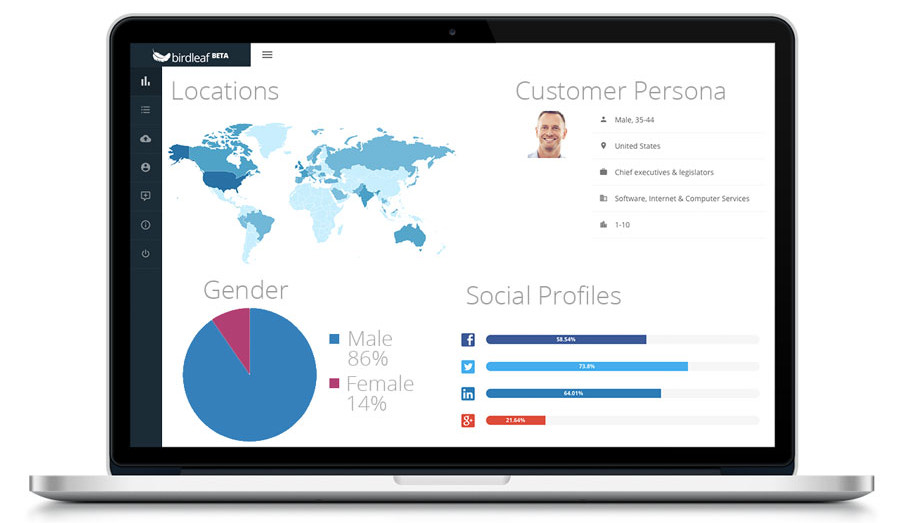 birdleaf BETA
Locations
Customer Persona
Male, 35-44
United States
Chief executives & legislators
Software, Internet & Computer Services
1-10
Gender
Male
86%
Female
14%
Social Profiles
f
58.54%
73.8%
in
64.01%
g+
21.64%